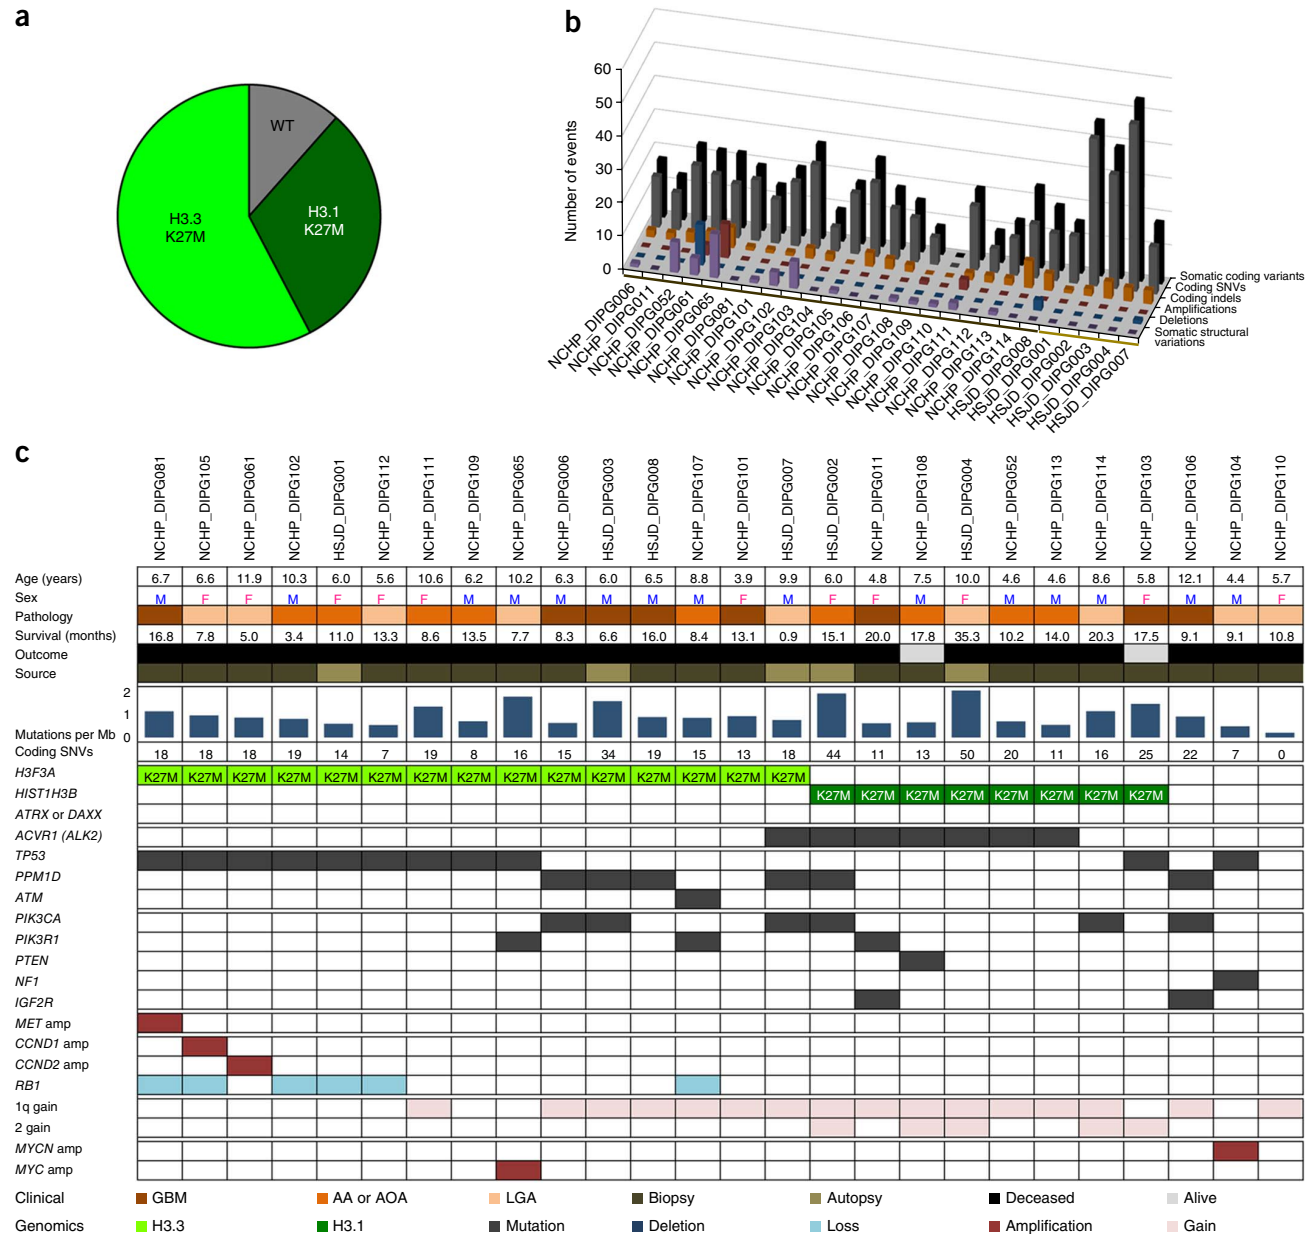 a
WT
H3.3
K27M
H3.1
K27M
b
Number of events
60
50
40
30
20
10
0
Somatic coding variants
Coding SNVs
Coding indels
Amplifications
Deletions
Somatic structural
variations
NCHP_DIPG006
NCHP_DIPG011
NCHP_DIPG052
NCHP_DIPG061
NCHP_DIPG065
NCHP_DIPG081
NCHP_DIPG101
NCHP_DIPG102
NCHP_DIPG103
NCHP_DIPG104
NCHP_DIPG105
NCHP_DIPG106
NCHP_DIPG107
NCHP_DIPG108
NCHP_DIPG109
NCHP_DIPG110
NCHP_DIPG111
NCHP_DIPG112
NCHP_DIPG113
NCHP_DIPG114
HSJD_DIPG008
HSJD_DIPG001
HSJD_DIPG002
HSJD_DIPG003
HSJD_DIPG004
HSJD_DIPG007
c
NCHP_DIPG081
NCHP_DIPG105
NCHP_DIPG061
NCHP_DIPG102
HSJD_DIPG001
NCHP_DIPG112
NCHP_DIPG111
NCHP_DIPG109
NCHP_DIPG065
NCHP_DIPG006
HSJD_DIPG003
HSJD_DIPG008
NCHP_DIPG107
NCHP_DIPG101
HSJD_DIPG007
HSJD_DIPG002
NCHP_DIPG011
NCHP_DIPG108
HSJD_DIPG004
NCHP_DIPG052
NCHP_DIPG113
NCHP_DIPG114
NCHP_DIPG103
NCHP_DIPG106
NCHP_DIPG104
NCHP_DIPG110
Age (years) 6.7 6.6 11.9 10.3 6.0 5.6 10.6 6.2 10.2 6.3 6.0 6.5 8.8 3.9 9.9 6.0 4.8 7.5 10.0 4.6 4.6 8.6 5.8 12.1 4.4 5.7
Sex M F F M F F F M M M M M M F M F F M F M M M F M M F
Pathology
Survival (months) 16.8 7.8 5.0 3.4 11.0 13.3 8.6 13.5 7.7 8.3 6.6 16.0 8.4 13.1 0.9 15.1 20.0 17.8 35.3 10.2 14.0 20.3 17.5 9.1 9.1 10.8
Outcome
Source
2
1
Mutations per Mb 0
Coding SNVs 18 18 18 19 14 7 19 8 16 15 34 19 15 13 18 44 11 13 50 20 11 16 25 22 7 0
H3F3A K27M K27M K27M K27M K27M K27M K27M K27M K27M K27M K27M K27M K27M K27M K27M
HIST1H3B K27M K27M K27M K27M K27M K27M K27M K27M
ATRX or DAXX
ACVR1 (ALK2)
TP53
PPM1D
ATM
PIK3CA
PIK3R1
PTEN
NF1
IGF2R
MET amp
CCND1 amp
CCND2 amp
RB1
1q gain
2 gain
MYCN amp
MYC amp
Clinical GBM AA or AOA LGA Biopsy Autopsy Deceased Alive
Genomics H3.3 H3.1 Mutation Deletion Loss Amplification Gain